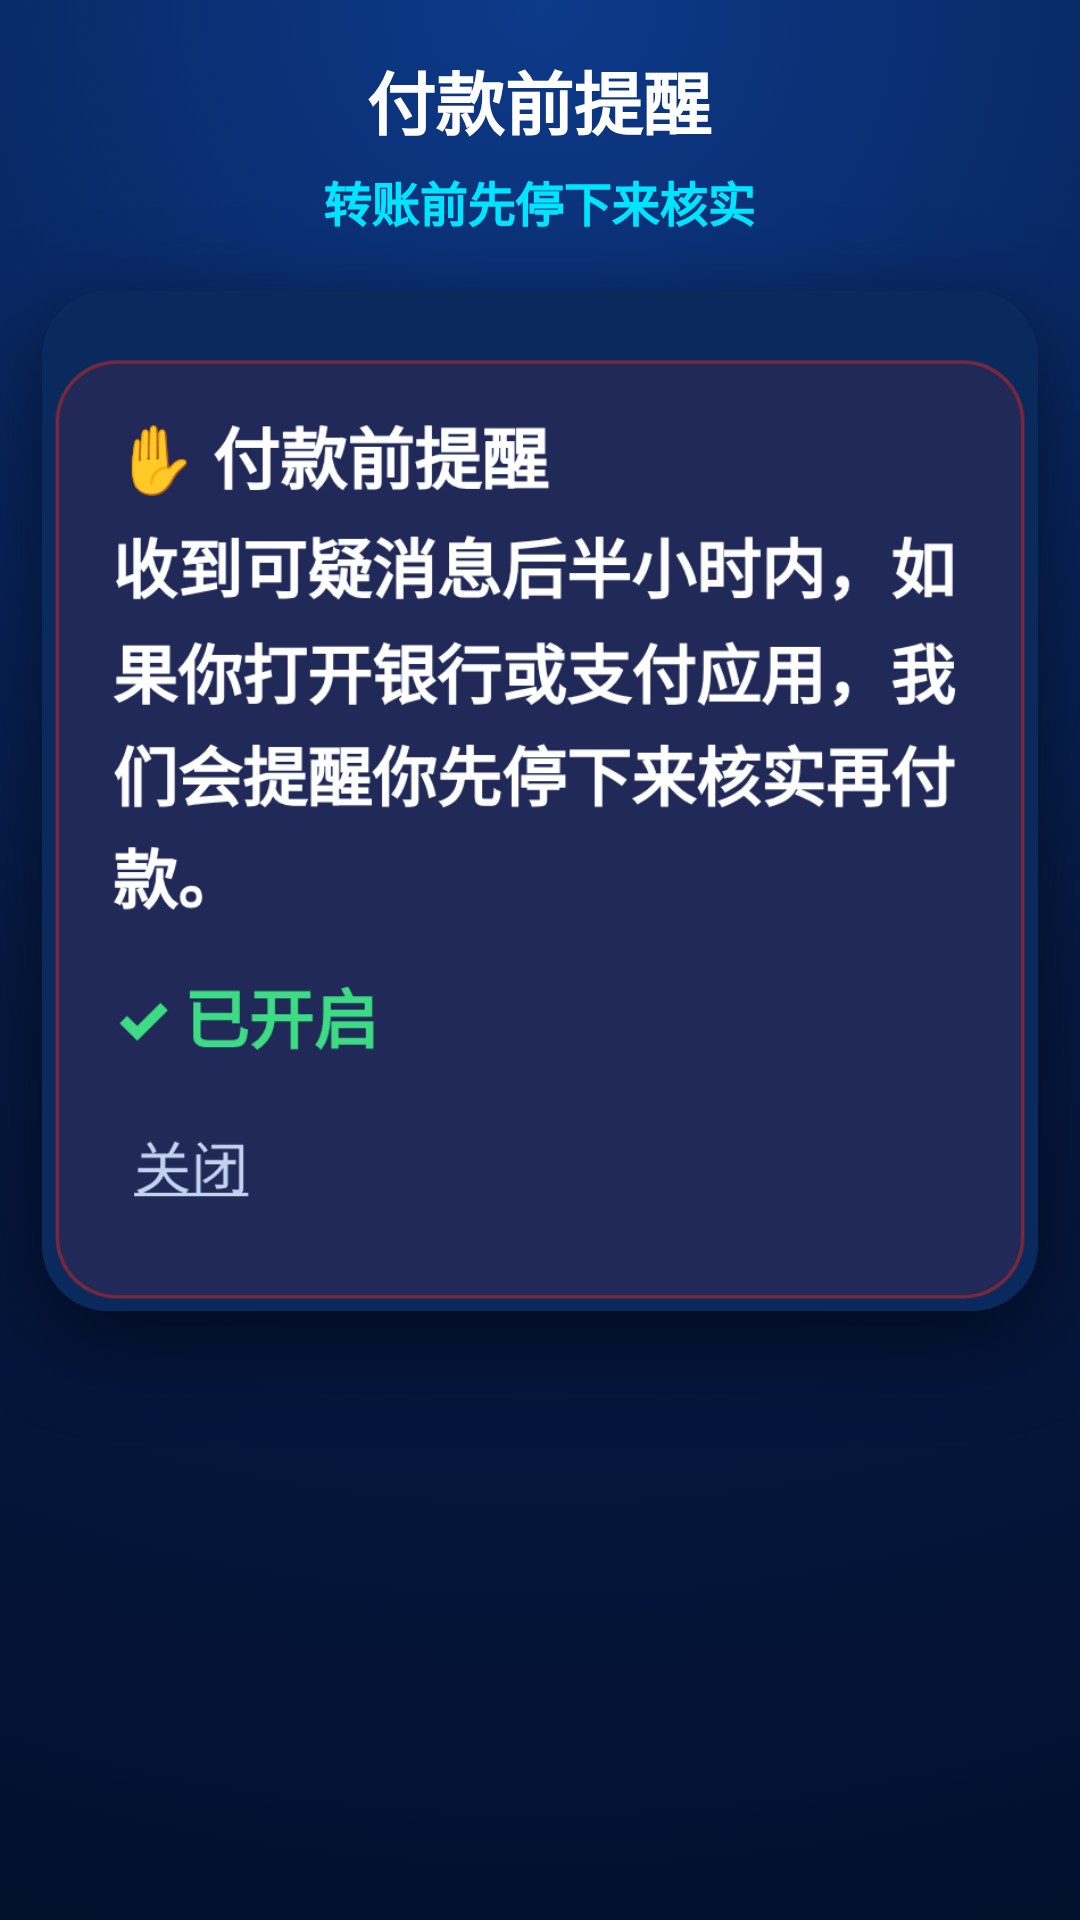 付款前提醒
转账前先停下来核实
✋ 付款前提醒
收到可疑消息后半小时内，如
果你打开银行或支付应用，我
们会提醒你先停下来核实再付
款。
✓ 已开启
关闭